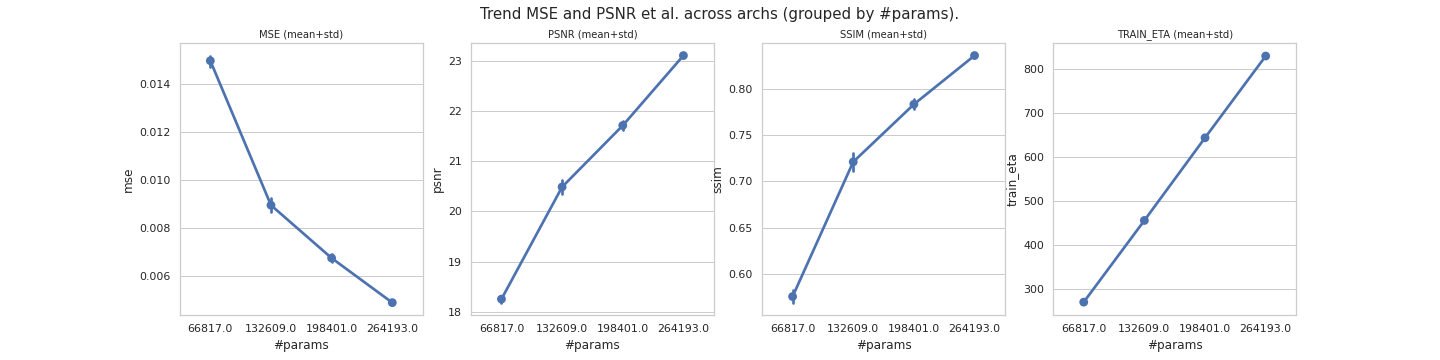 Trend MSE and PSNR et al. across archs (grouped by #params).
MSE (mean+std)
0.014
0.012
0.010
0.008
0.006
mse
66817.0 132609.0 198401.0 264193.0
#params
PSNR (mean+std)
23
22
21
20
19
18
psnr
66817.0 132609.0 198401.0 264193.0
#params
SSIM (mean+std)
0.80
0.75
0.70
0.65
0.60
ssim
66817.0 132609.0 198401.0 264193.0
#params
TRAIN_ETA (mean+std)
800
700
600
500
400
300
train_eta
66817.0 132609.0 198401.0 264193.0
#params